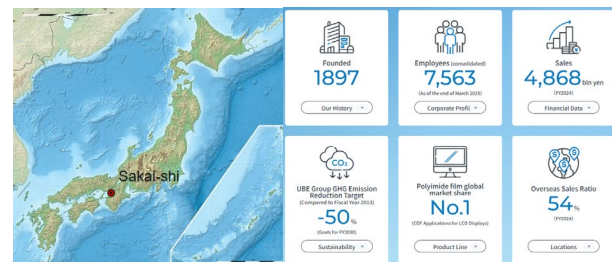 Sakai-shi
Founded
1897
Our History
Employees (consolidated)
7,563
(As of the end of March 2025)
Corporate Profil
Sales
4,868 bln yen
(FY2024)
Financial Data
CO₂
UBE Group GHG Emission
Reduction Target
(Compared to Fiscal Year 2013)
-50%
(Goals for FY2030)
Sustainability
Polyimide film global
market share
No.1
(COF Applications for LCD Displays)
Product Line
$ $ $
Overseas Sales Ratio
54%
(FY2024)
Locations